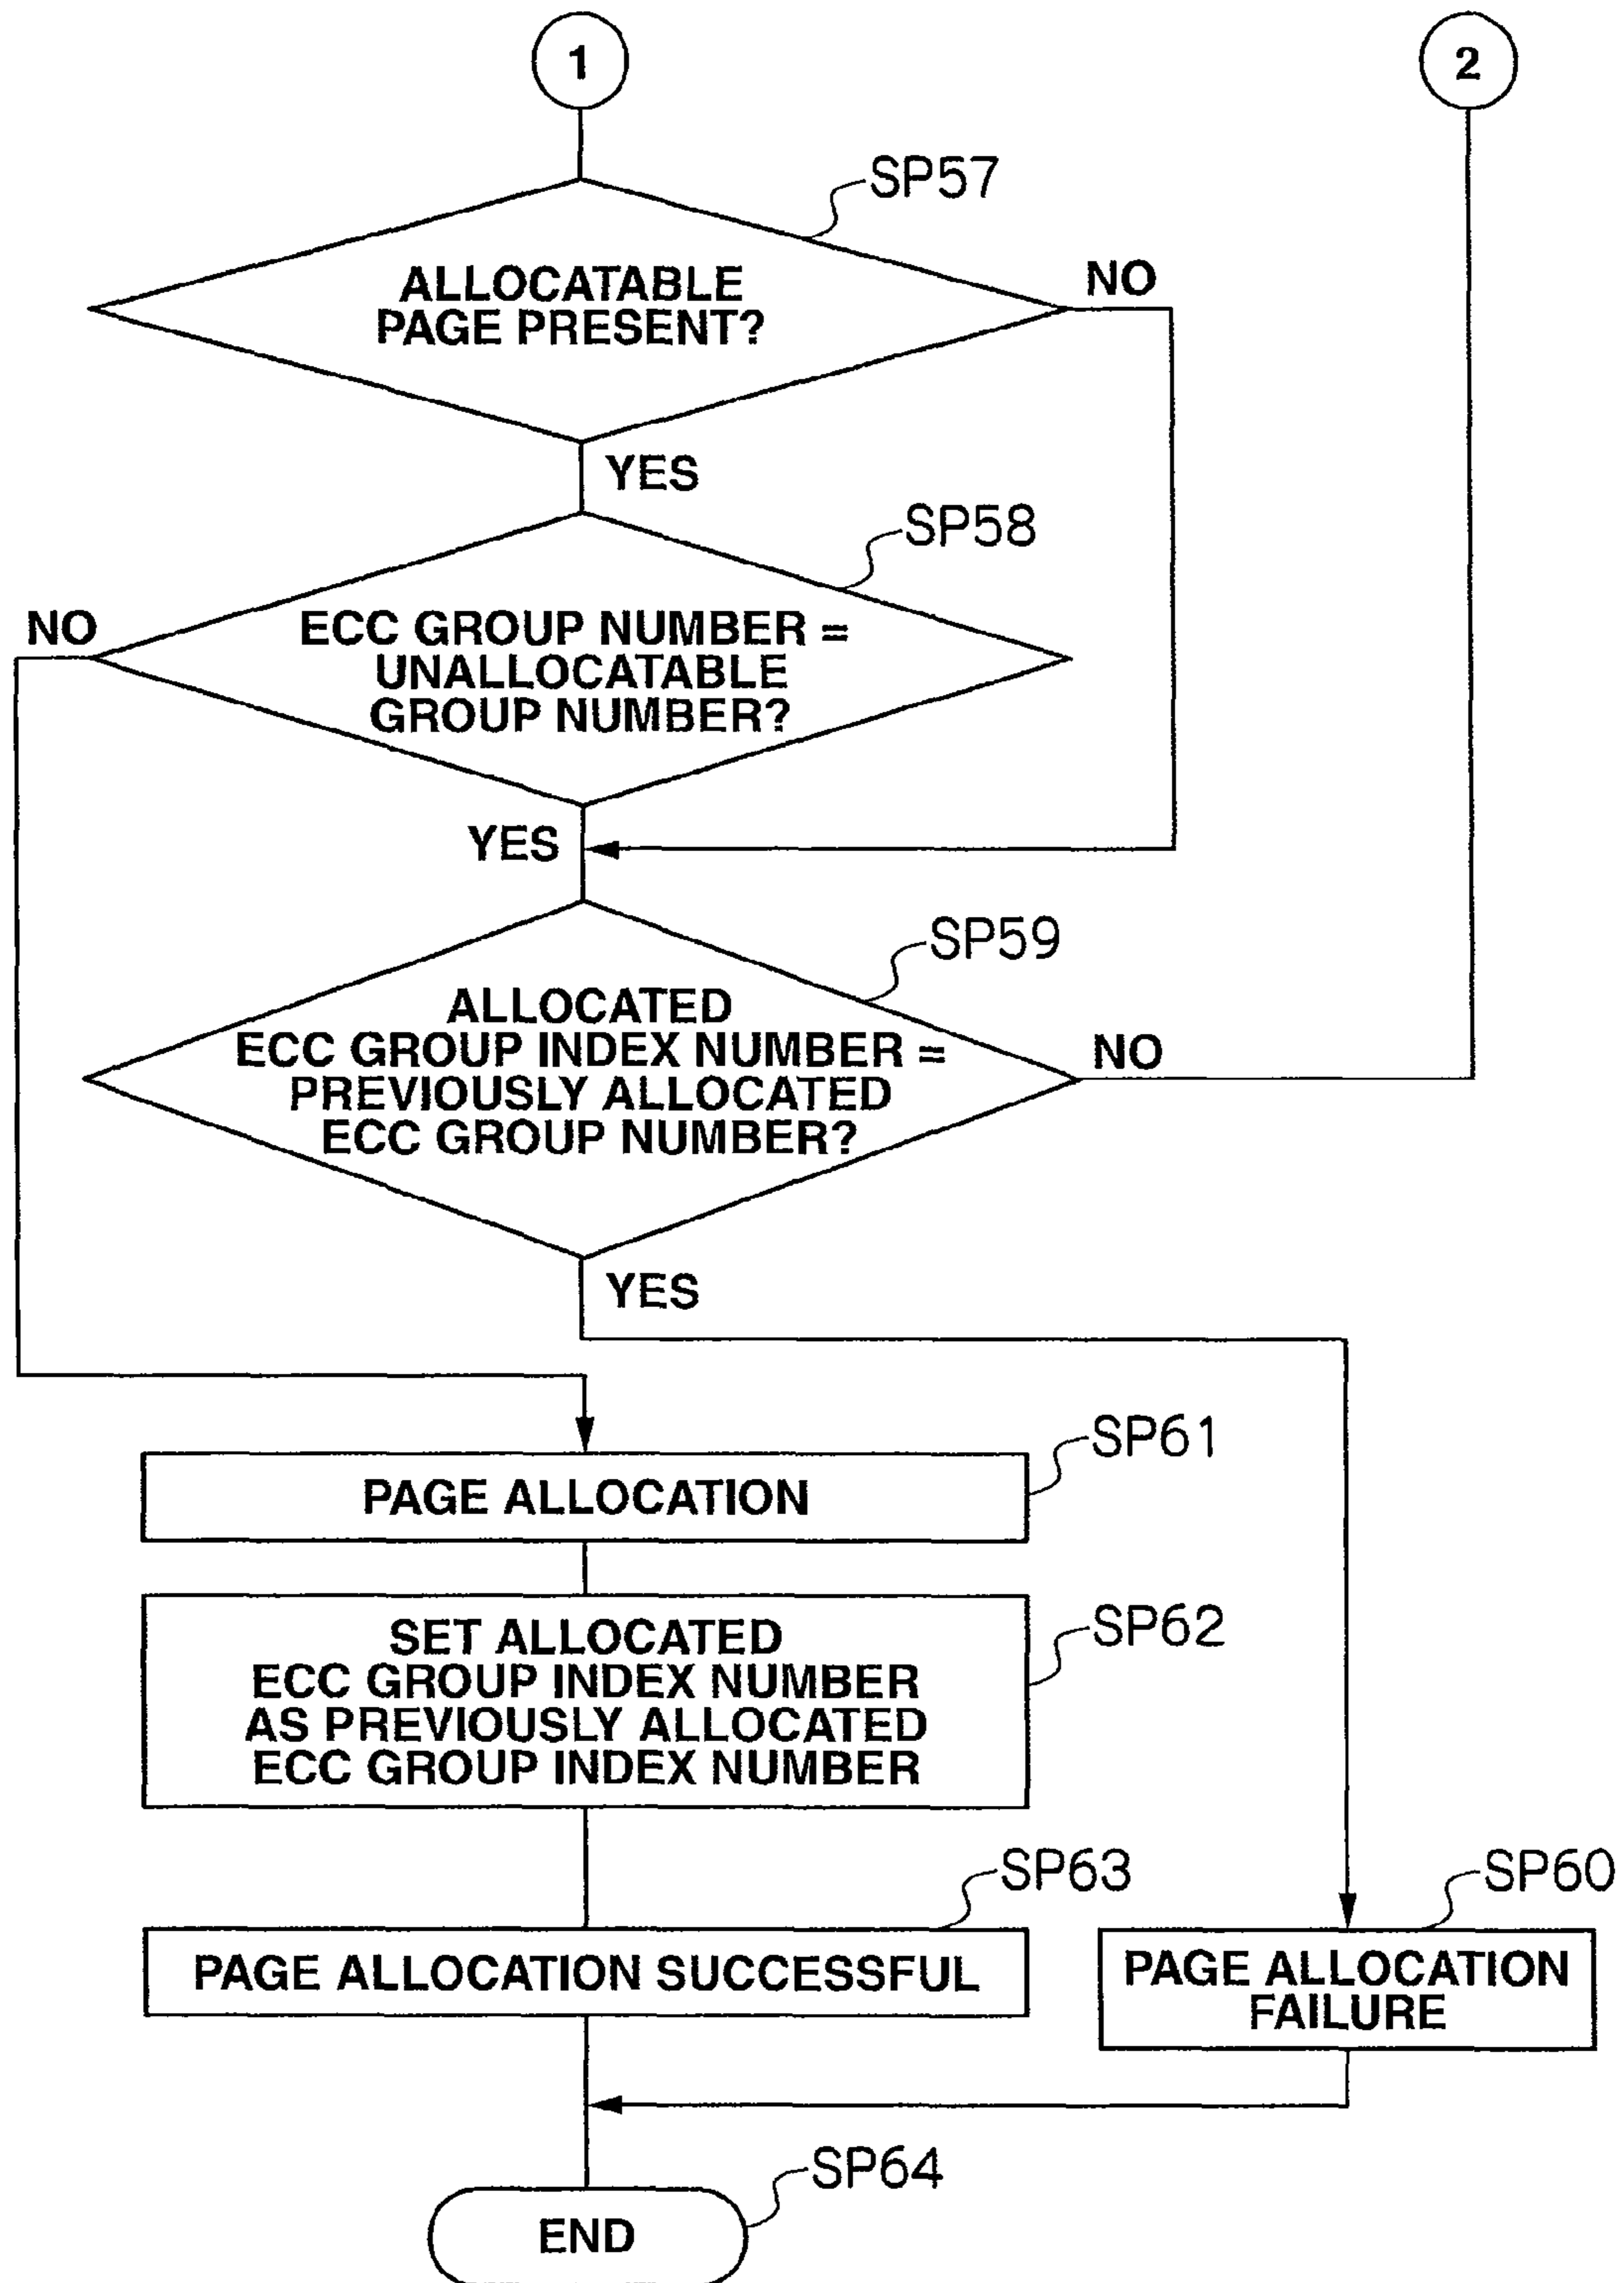 1
2
SP57
ALLOCATABLE
PAGE PRESENT?
NO
YES
SP58
NO
ECC GROUP NUMBER =
UNALLOCATABLE
GROUP NUMBER?
YES
SP59
ALLOCATED
ECC GROUP INDEX NUMBER =
PREVIOUSLY ALLOCATED
ECC GROUP NUMBER?
NO
YES
SP61
PAGE ALLOCATION
SP62
SET ALLOCATED
ECC GROUP INDEX NUMBER
AS PREVIOUSLY ALLOCATED
ECC GROUP INDEX NUMBER
SP63
PAGE ALLOCATION SUCCESSFUL
SP60
PAGE ALLOCATION
FAILURE
SP64
END